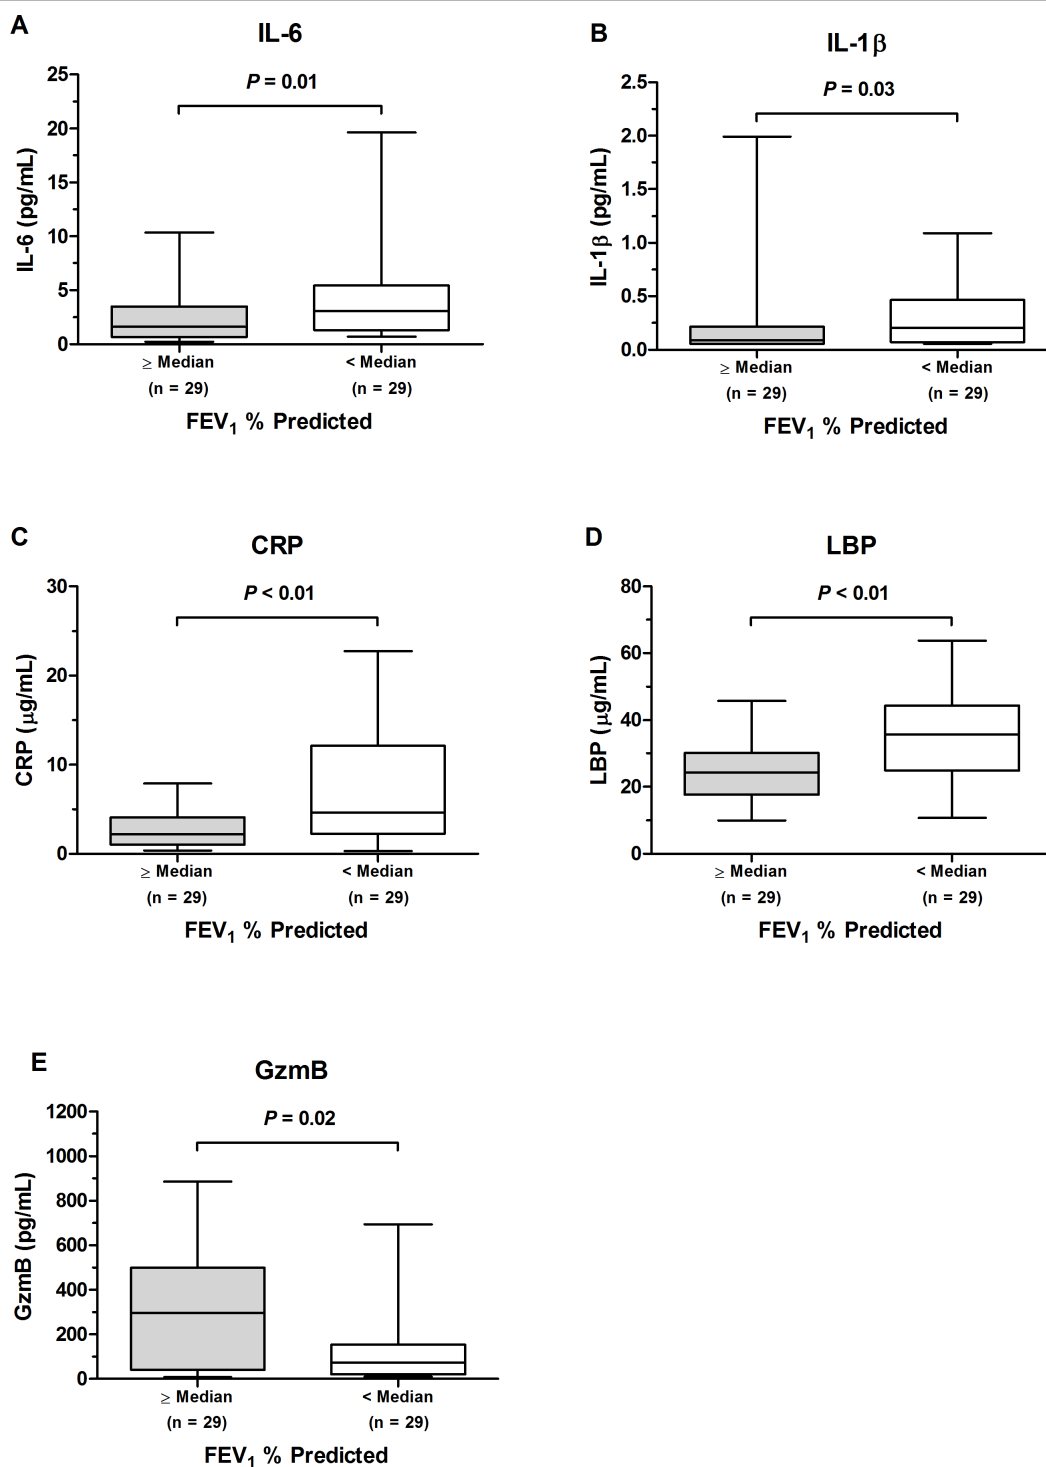 A
IL-6
P = 0.01
25
20
15
10
5
0
IL-6 (pg/mL)
≥ Median
< Median
(n = 29)
(n = 29)
FEV1 % Predicted
B
IL-1β
P = 0.03
2.5
2.0
1.5
1.0
0.5
0.0
IL-1β (pg/mL)
≥ Median
< Median
(n = 29)
(n = 29)
FEV1 % Predicted
C
CRP
P < 0.01
30
20
10
0
CRP (μg/mL)
≥ Median
< Median
(n = 29)
(n = 29)
FEV1 % Predicted
D
LBP
P < 0.01
80
60
40
20
0
LBP (μg/mL)
≥ Median
< Median
(n = 29)
(n = 29)
FEV1 % Predicted
E
GzmB
P = 0.02
1200
1000
800
600
400
200
0
GzmB (pg/mL)
≥ Median
< Median
(n = 29)
(n = 29)
FEV1 % Predicted